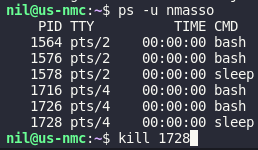 nil@us-nmc:~$ ps -u nmasso
    PID TTY          TIME CMD
   1564 pts/2    00:00:00 bash
   1576 pts/2    00:00:00 bash
   1578 pts/2    00:00:00 sleep
   1716 pts/4    00:00:00 bash
   1726 pts/4    00:00:00 bash
   1728 pts/4    00:00:00 sleep
nil@us-nmc:~$ kill 1728